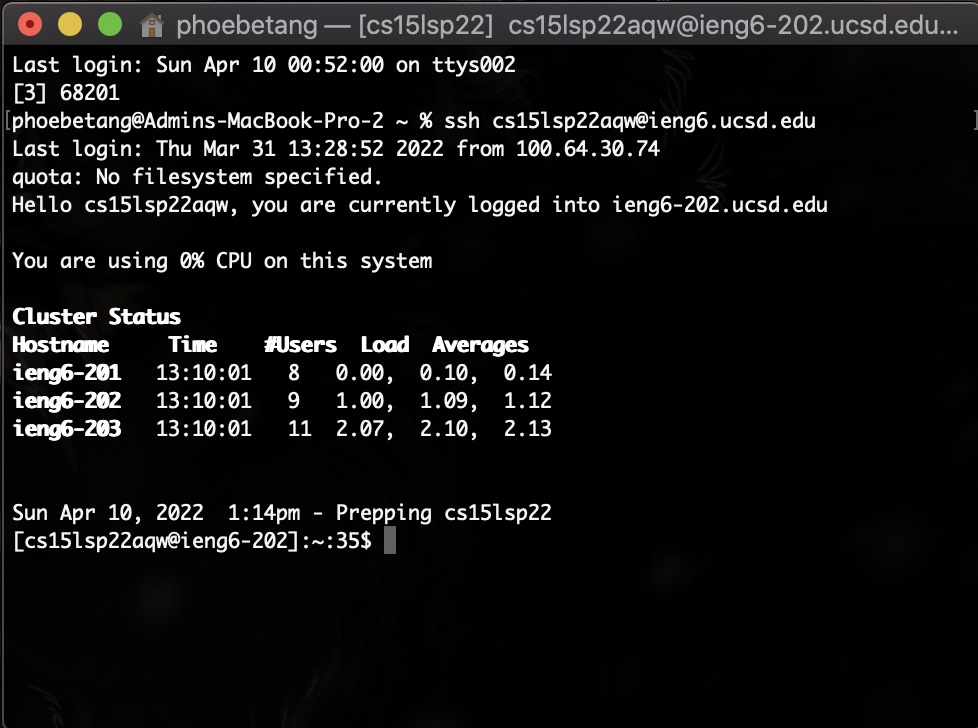 phoebetang — [cs15lsp22] cs15lsp22aqw@ieng6-202.ucsd.edu...
Last login: Sun Apr 10 00:52:00 on ttys002
[3] 68201
[phoebetang@Admins-MacBook-Pro-2 ~ % ssh cs15lsp22aqw@ieng6.ucsd.edu ]
Last login: Thu Mar 31 13:28:52 2022 from 100.64.30.74
quota: No filesystem specified.
Hello cs15lsp22aqw, you are currently logged into ieng6-202.ucsd.edu
You are using 0% CPU on this system
Cluster Status
Hostname Time #Users Load Averages
ieng6-201 13:10:01 8 0.00, 0.10, 0.14
ieng6-202 13:10:01 9 1.00, 1.09, 1.12
ieng6-203 13:10:01 11 2.07, 2.10, 2.13
Sun Apr 10, 2022 1:14pm - Prepping cs15lsp22
[cs15lsp22aqw@ieng6-202]:~:35$